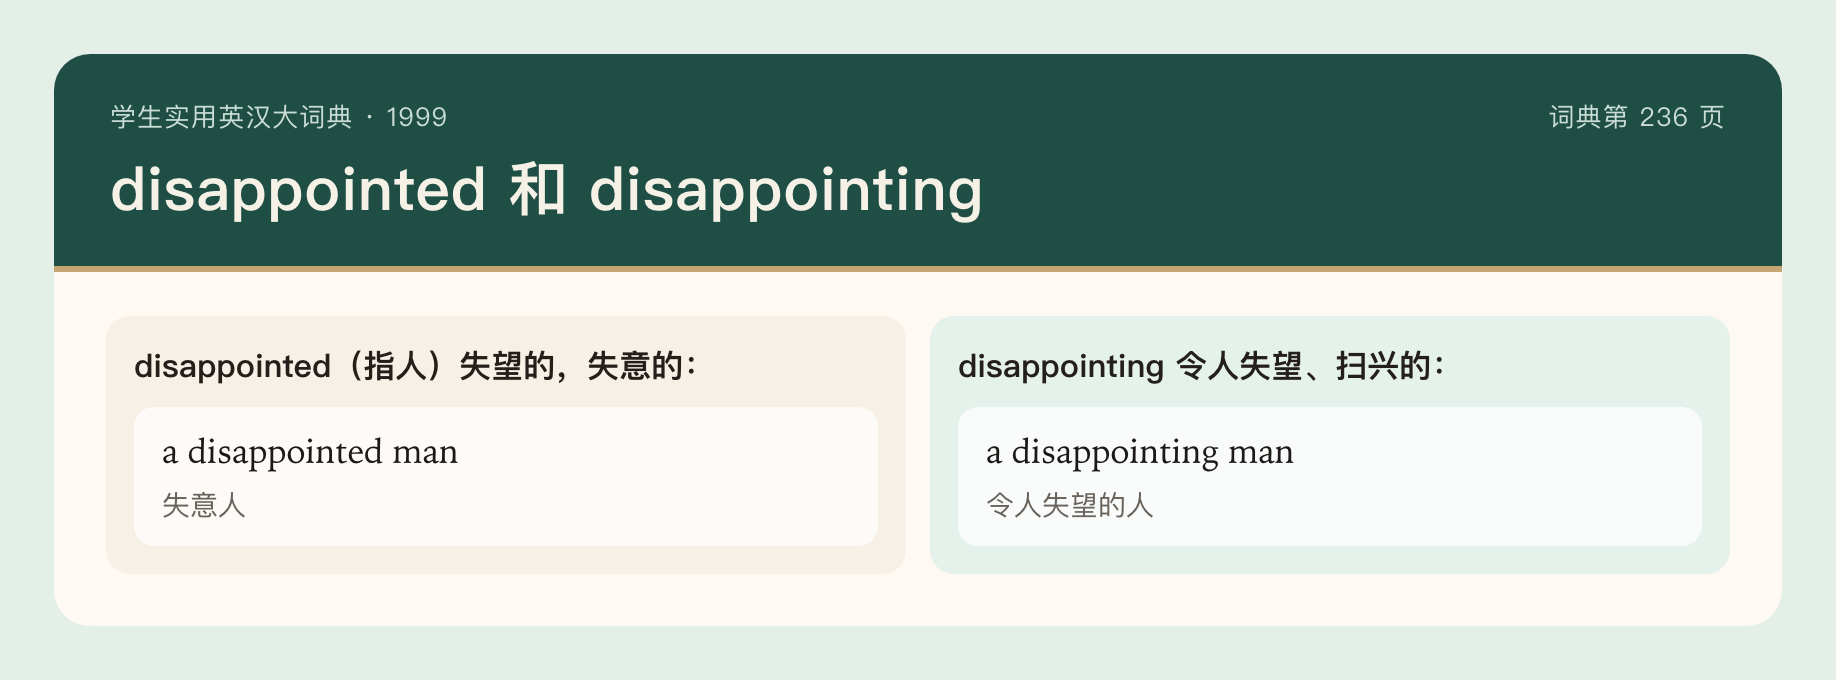 学生实用英汉大词典 · 1999
词典第 236 页
disappointed 和 disappointing
disappointed（指人）失望的，失意的：
a disappointed man
失意人
disappointing 令人失望、扫兴的：
a disappointing man
令人失望的人